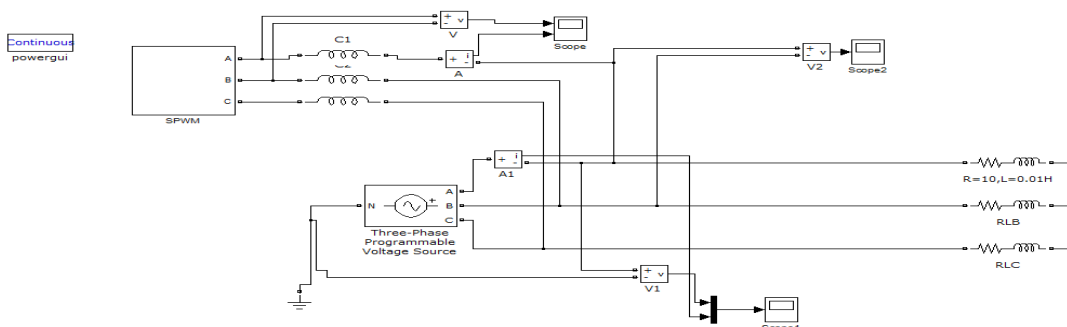 Continuous
powergui
A
B
C
SPWM
C1
+
-
v
V
+
-
i
A
Scope
+
-
v
V2
Scope2
+
-
i
A1
N
+
A
B
C
Three-Phase
Programmable
Voltage Source
R=10,L=0.01H
RLB
RLC
+
-
v
V1